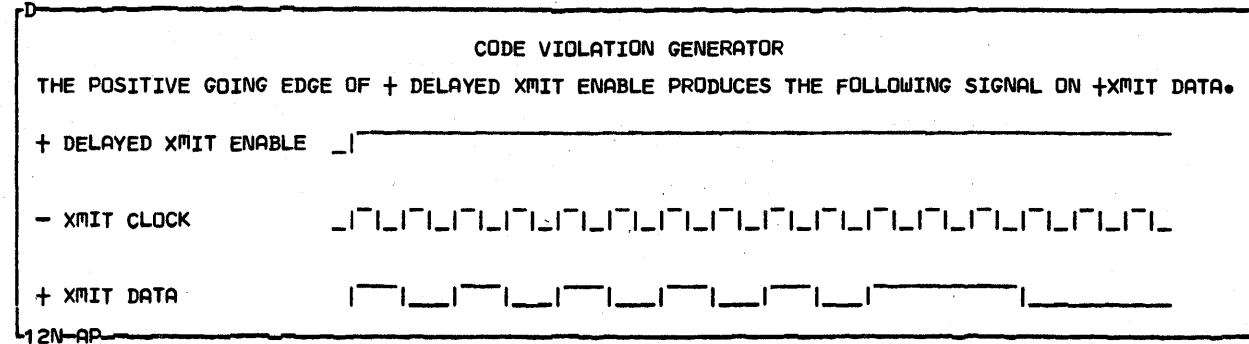 D
CODE VIOLATION GENERATOR
THE POSITIVE GOING EDGE OF + DELAYED XMIT ENABLE PRODUCES THE FOLLOWING SIGNAL ON +XMIT DATA.
+ DELAYED XMIT ENABLE
- XMIT CLOCK
+ XMIT DATA
12N-AP